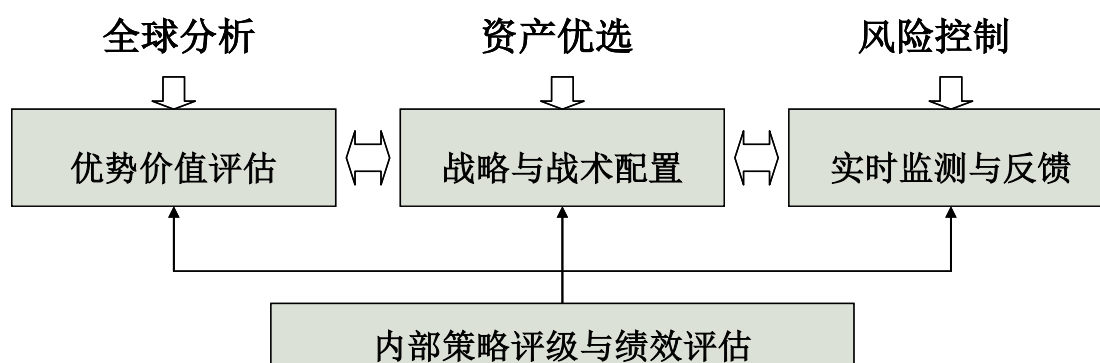 全球分析
资产优选
风险控制
优势价值评估
战略与战术配置
实时监测与反馈
内部策略评级与绩效评估